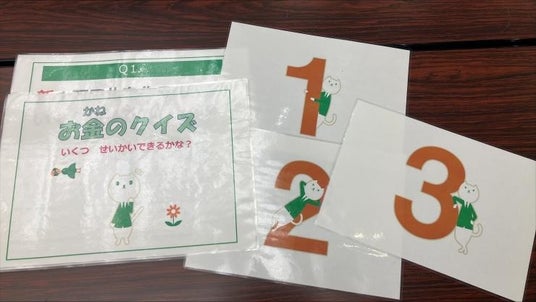 Q1.
かね
お金のクイズ
いくつ せいかいできるかな？
1
2
3